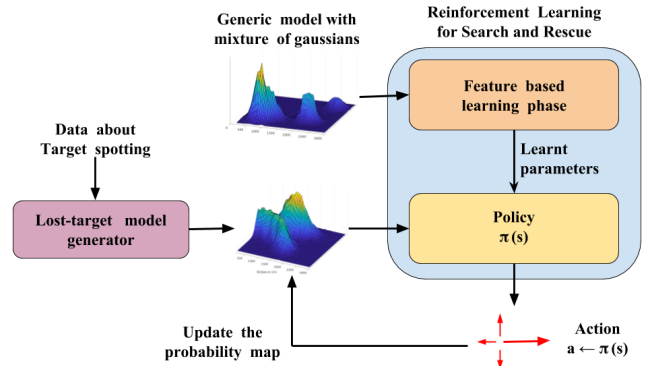 Generic model with
mixture of gaussians
Reinforcement Learning
for Search and Rescue
Feature based
learning phase
Data about
Target spotting
Learnt
parameters
Lost-target model
generator
Policy
π(s)
Update the
probability map
Action
a ← π(s)